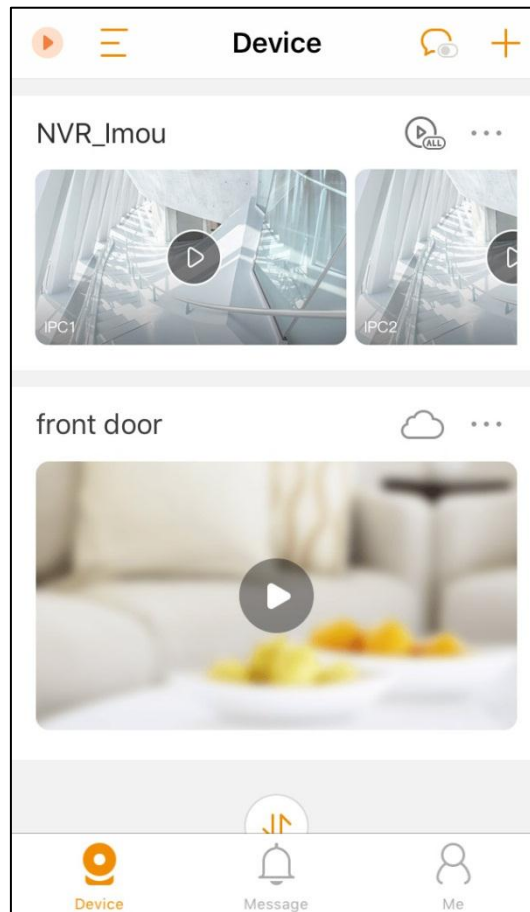 Device
NVR_Imou
ALL
IPC1
IPC2
front door
Device
Message
Me